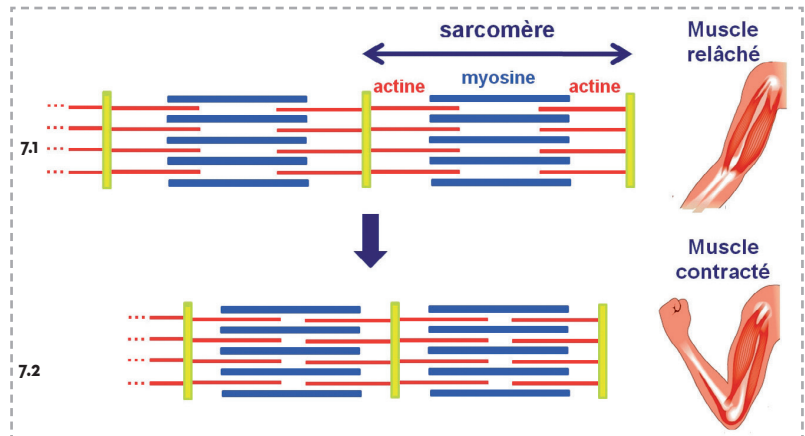 sarcomère
Muscle
relâché
actine
myosine
actine
7.1
Muscle
contracté
7.2